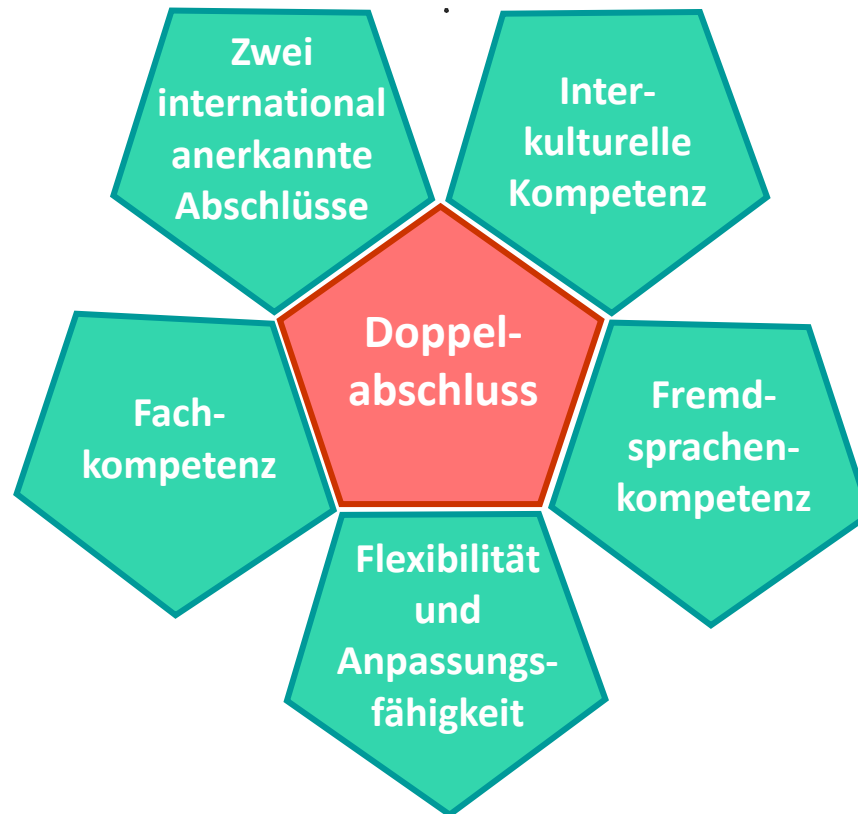 Zwei
international
anerkannte
Abschlüsse
Inter-
kulturelle
Kompetenz
Doppel-
abschluss
Fach-
kompetenz
Fremd-
sprachen-
kompetenz
Flexibilität
und
Anpassungs-
fähigkeit